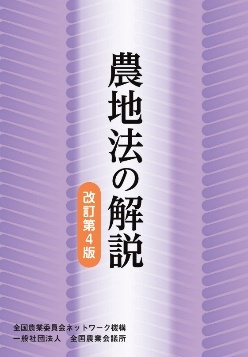 農地法の解説
改訂第4版
全国農業委員会ネットワーク機構
一般社団法人　全国農業会議所